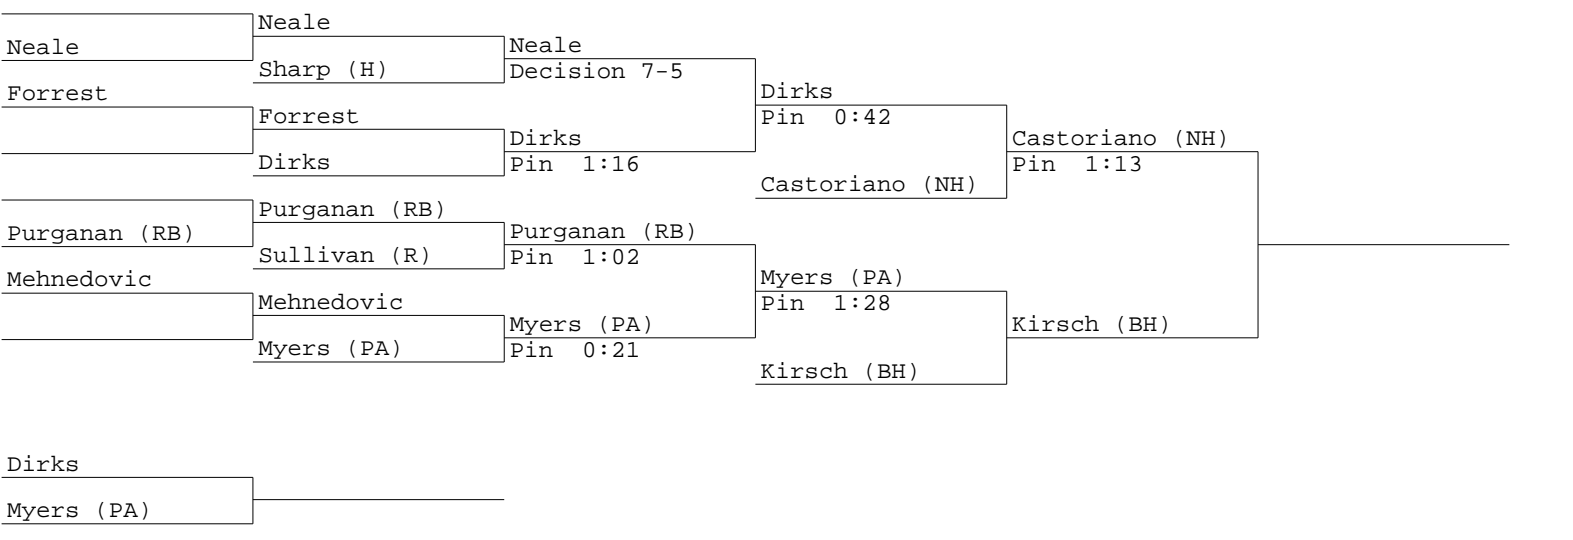 Neale
Neale
Sharp (H)
Neale
Decision 7-5
Forrest
Forrest
Dirks
Dirks
Pin 1:16
Dirks
Pin 0:42
Castoriano (NH)
Castoriano (NH)
Pin 1:13
Purganan (RB)
Purganan (RB)
Sullivan (R)
Purganan (RB)
Pin 1:02
Mehnedovic
Mehnedovic
Myers (PA)
Myers (PA)
Pin 0:21
Myers (PA)
Pin 1:28
Kirsch (BH)
Kirsch (BH)
Dirks
Myers (PA)